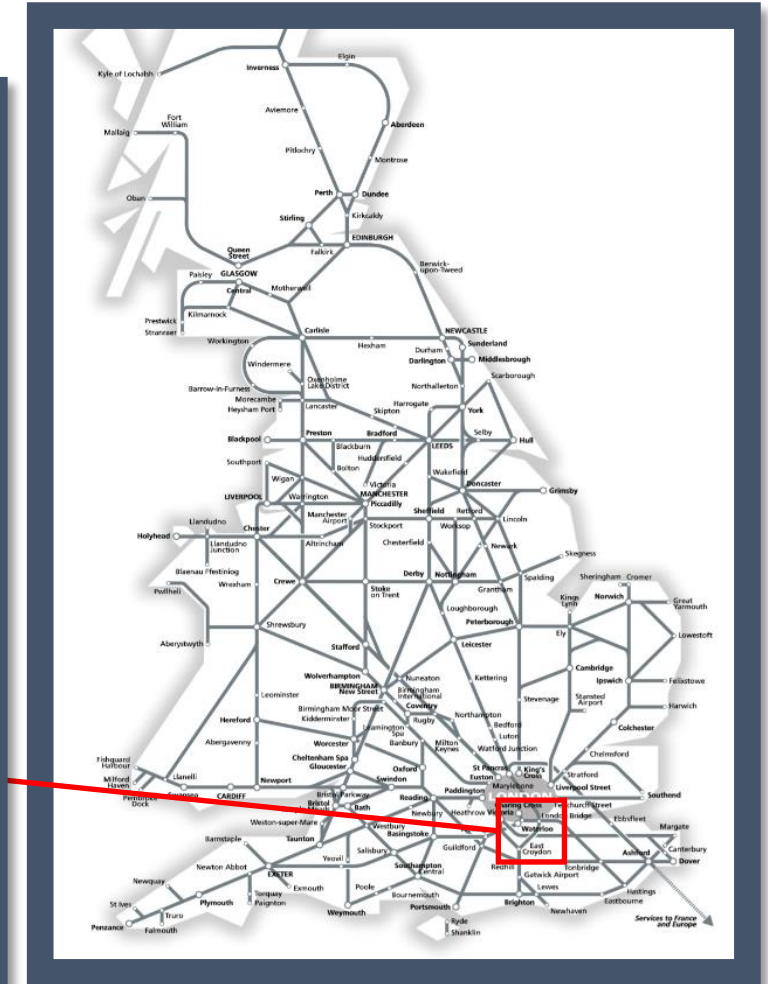 Kyle of Lochalsh
Inverness
Elgin
Aviemore
Aberdeen
Fort
William
Mallaig
Pitlochry
Montrose
Oban
Perth
Dundee
Stirling
Kirkcaldy
Queen
Street
Falkirk
EDINBURGH
Berwick-
upon-Tweed
Paisley
GLASGOW
Central
Motherwell
Prestwick
Stranraer
Kilmarnock
Carlisle
NEWCASTLE
Sunderland
Workington
Hexham
Durham
Darlington
Middlesbrough
Windermere
Oxenholme
Lake District
Northallerton
Scarborough
Barrow-in-Furness
Morecambe
Heysham Port
Lancaster
Harrogate
York
Skipton
Blackpool
Preston
Bradford
Blackburn
LEEDS
Selby
Hull
Huddersfield
Southport
Bolton
Wakefield
Wigan
Victoria
MANCHESTER
Piccadilly
Doncaster
Grimsby
LIVERPOOL
Warrington
Manchester
Airport
Stockport
Sheffield
Retford
Worksop
Lincoln
Llandudno
Holyhead
Chester
Llandudno
Junction
Altrincham
Chesterfield
Newark
Skegness
Blaenau Ffestiniog
Pwllheli
Wrexham
Crewe
Stoke
on Trent
Derby
Nottingham
Grantham
Spalding
Sheringham
Cromer
Kings
Lynn
Norwich
Great
Yarmouth
Loughborough
Shrewsbury
Peterborough
Ely
Lowestoft
Aberystwyth
Stafford
Leicester
Wolverhampton
Nuneaton
Kettering
Cambridge
BIRMINGHAM
New Street
Birmingham
International
Ipswich
Felixstowe
Leominster
Birmingham Moor Street
Coventry
Stevenage
Stansted
Airport
Harwich
Hereford
Kidderminster
Rugby
Northampton
Leamington
Spa
Bedford
Colchester
Abergavenny
Worcester
Banbury
Milton
Keynes
Luton
Watford Junction
Chelmsford
Cheltenham Spa
Gloucester
Oxford
St Pancras
Euston
King's
Cross
Stratford
Fishguard
Harbour
Milford
Haven
Pembroke
Dock
Llanelli
Swansea
CARDIFF
Newport
Swindon
Marylebone
Liverpool Street
Bristol Parkway
Reading
Paddington
Southend
Bristol
Bath
Charing Cross
Fenchurch Street
Newbury
Heathrow
Victoria
London Bridge
Ebbsfleet
Weston-super-Mare
Westbury
Basingstoke
Waterloo
Margate
Barnstaple
Taunton
Guildford
East
Croydon
Canterbury
Salisbury
Yeovil
Ashford
Dover
Newton Abbot
EXETER
Southampton
Central
Redhill
Tonbridge
Gatwick Airport
Newquay
Exmouth
Poole
Lewes
Hastings
Torquay
Paignton
Bournemouth
Eastbourne
St Ives
Plymouth
Brighton
Newhaven
Truro
Weymouth
Portsmouth
Penzance
Falmouth
Ryde
Shanklin
Services to France
and Europe